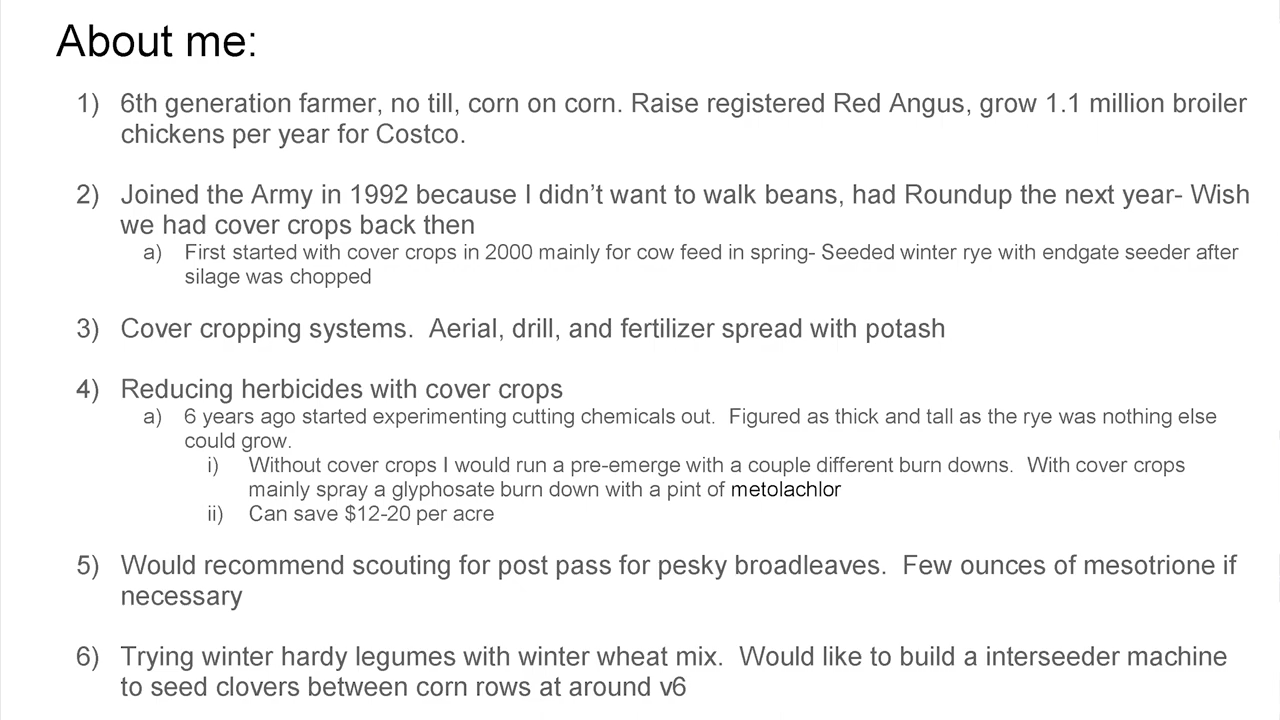 About me:
1) 6th generation farmer, no till, corn on corn. Raise registered Red Angus, grow 1.1 million broiler
chickens per year for Costco.
2) Joined the Army in 1992 because I didn’t want to walk beans, had Roundup the next year- Wish
we had cover crops back then
a) First started with cover crops in 2000 mainly for cow feed in spring- Seeded winter rye with endgate seeder after
silage was chopped
3) Cover cropping systems.  Aerial, drill, and fertilizer spread with potash
4) Reducing herbicides with cover crops
a) 6 years ago started experimenting cutting chemicals out.  Figured as thick and tall as the rye was nothing else
could grow.
i) Without cover crops I would run a pre-emerge with a couple different burn downs.  With cover crops
mainly spray a glyphosate burn down with a pint of metolachlor
ii) Can save $12-20 per acre
5) Would recommend scouting for post pass for pesky broadleaves.  Few ounces of mesotrione if
necessary
6) Trying winter hardy legumes with winter wheat mix.  Would like to build a interseeder machine
to seed clovers between corn rows at around v6